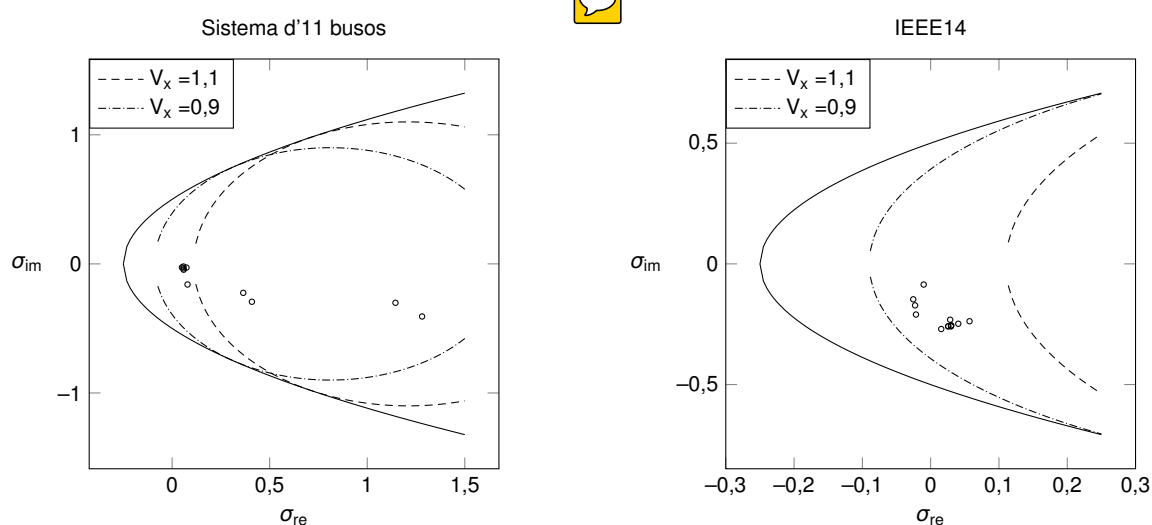 Sistema d'11 busos
V_x =1,1
V_x =0,9
1
0
−1
σ_im
0
0,5
1
1,5
σ_re
IEEE14
V_x =1,1
V_x =0,9
0,5
0
−0,5
σ_im
−0,3
−0,2
−0,1
0
0,1
0,2
0,3
σ_re